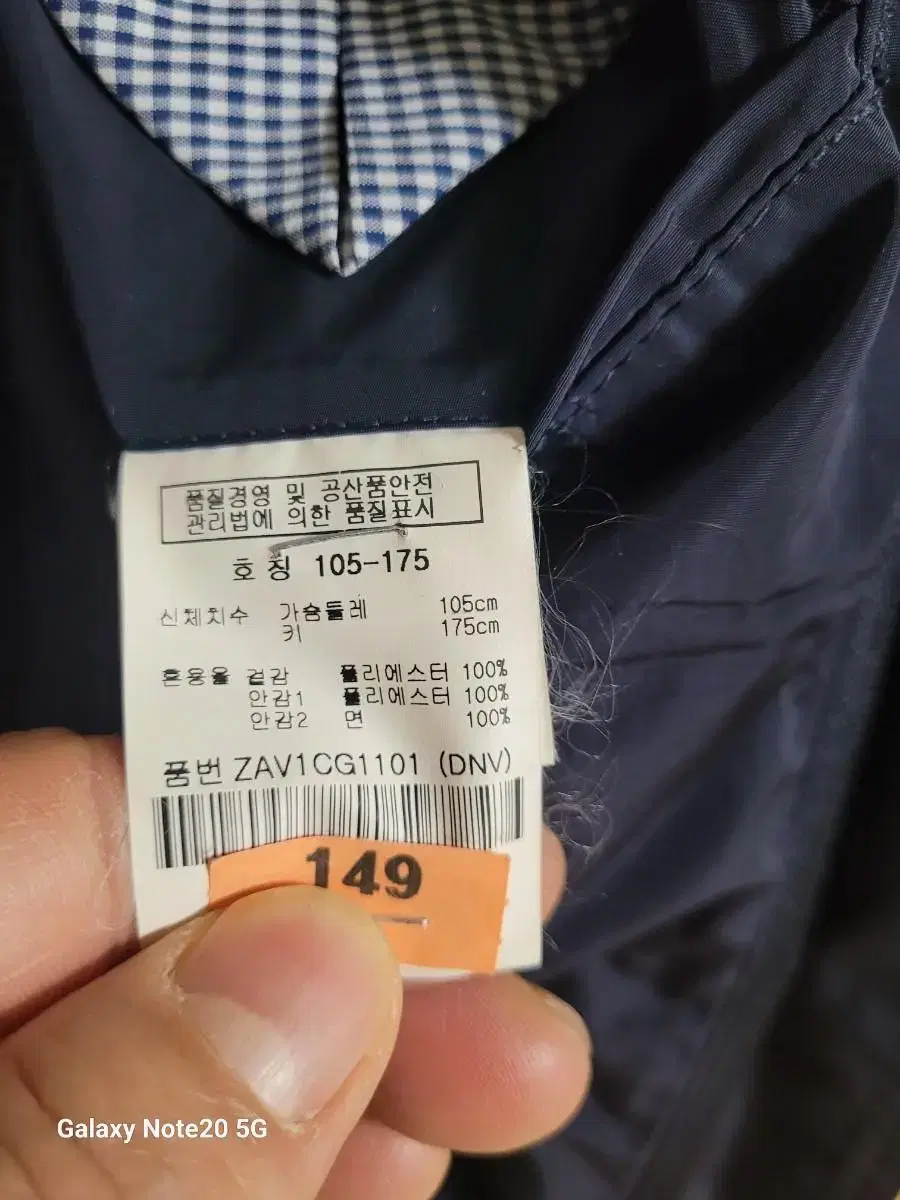 품질경영 및 공산품안전
관리법에 의한 품질표시
호칭 105-175
신체치수 가슴둘레 105cm
키 175cm
혼용율 겉감 폴리에스터 100%
안감1 폴리에스터 100%
안감2 면 100%
품번 ZAV1CG1101 (DNV)
149
Galaxy Note20 5G